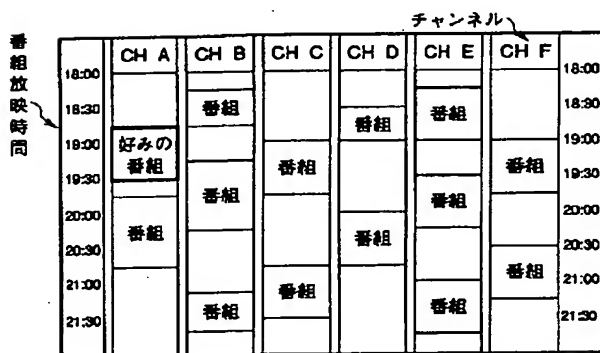 チャンネル
番組放映時間
CH A CH B CH C CH D CH E CH F
18:00 18:00
番組
番組
18:30 18:30
番組
19:00 19:00
好みの
番組
番組
番組
19:30 19:30
番組
番組
20:00 20:00
番組
番組
20:30 20:30
番組
21:00 21:00
番組
番組
番組
21:30 21:30